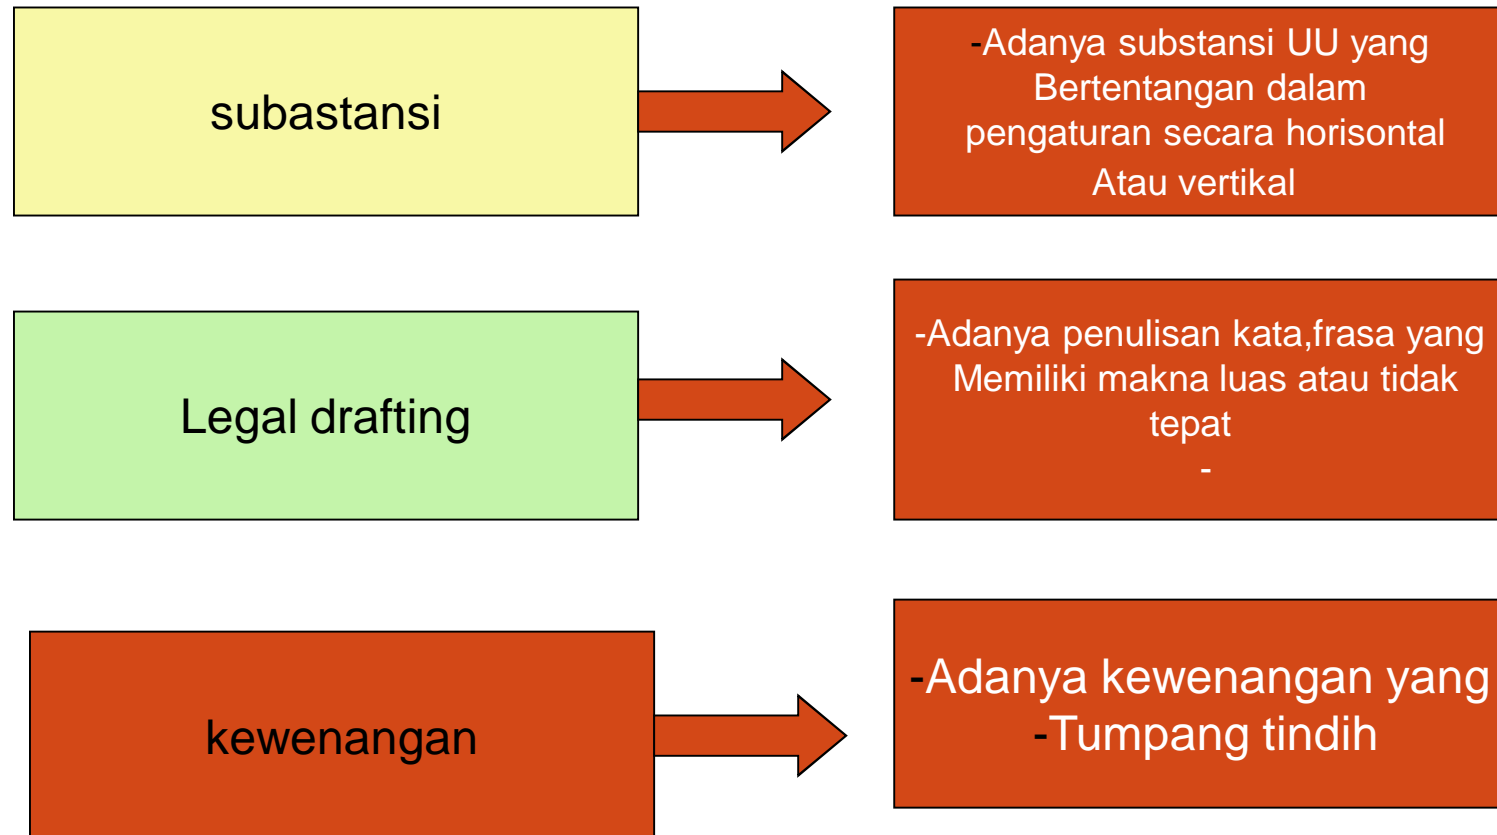 subastansi
-Adanya substansi UU yang
Bertentangan dalam
pengaturan secara horisontal
Atau vertikal
Legal drafting
-Adanya penulisan kata,frasa yang
Memiliki makna luas atau tidak
tepat
-
kewenangan
-Adanya kewenangan yang
-Tumpang tindih